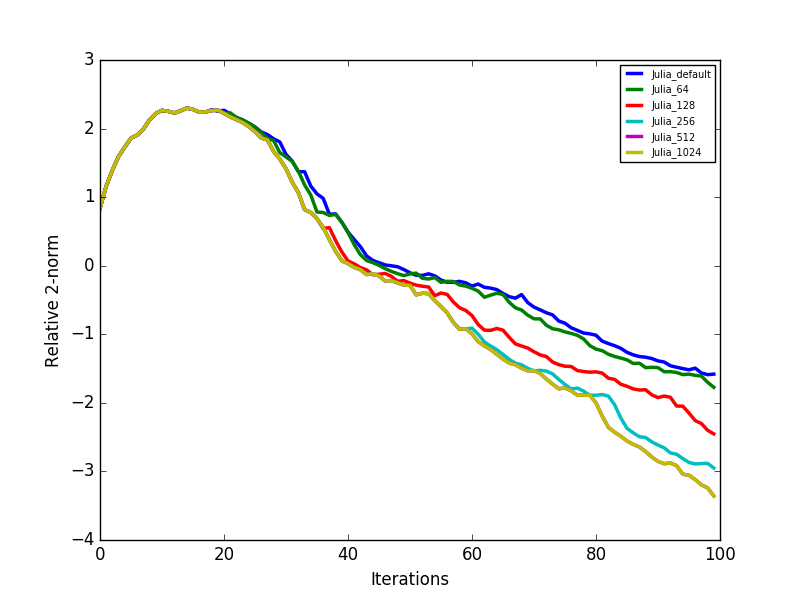 3
2
1
0
−1
−2
−3
−4
0 20 40 60 80 100
Relative 2-norm
Iterations
Julia_default
Julia_64
Julia_128
Julia_256
Julia_512
Julia_1024